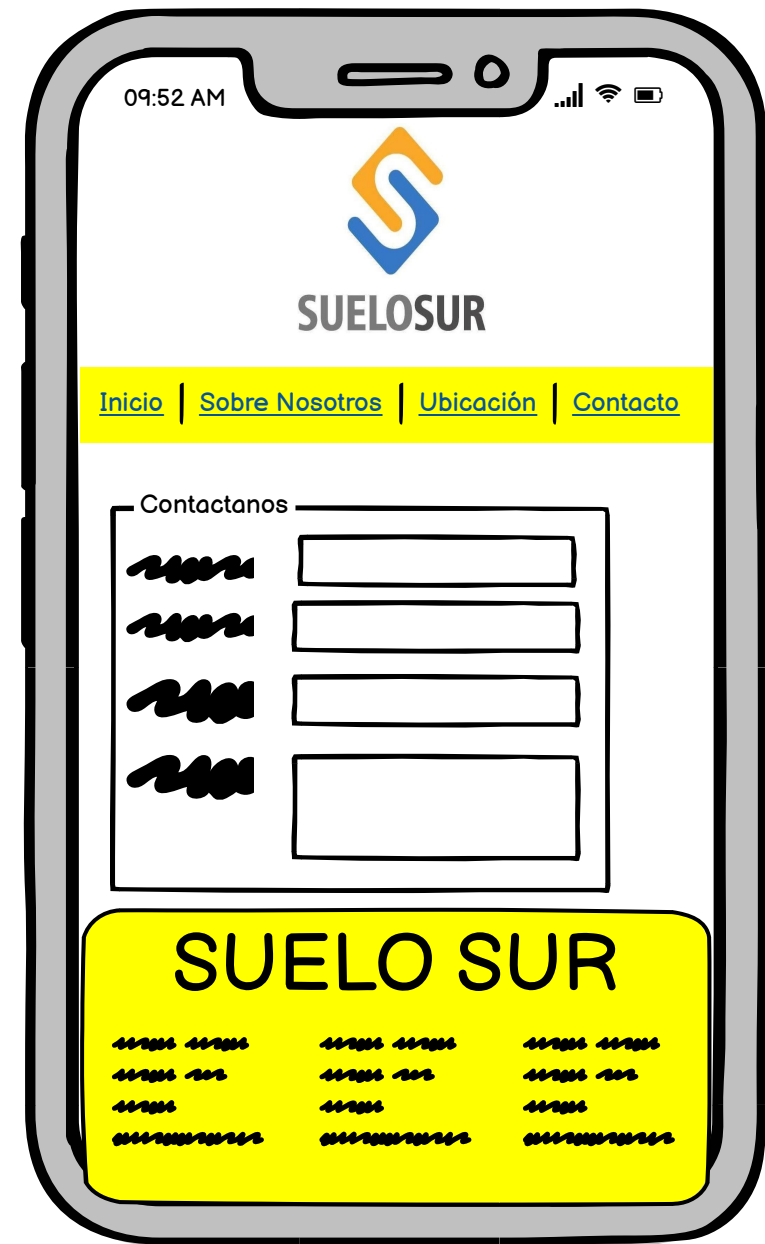 09:52 AM
SUELOSUR
Inicio | Sobre Nosotros | Ubicación | Contacto
Contactanos
SUELO SUR